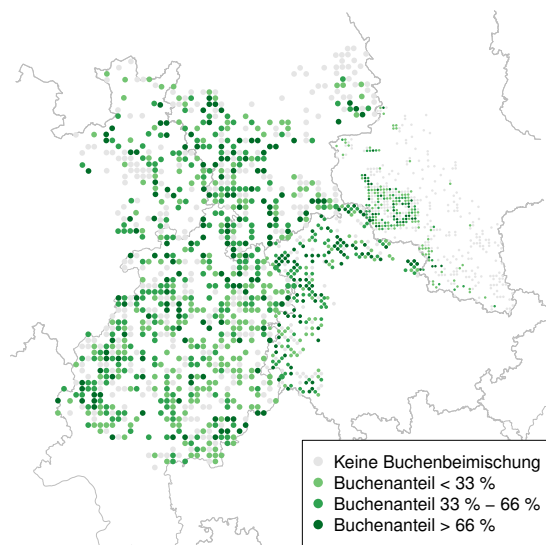 Keine Buchenbeimischung
Buchenanteil < 33 %
Buchenanteil 33 % – 66 %
Buchenanteil > 66 %